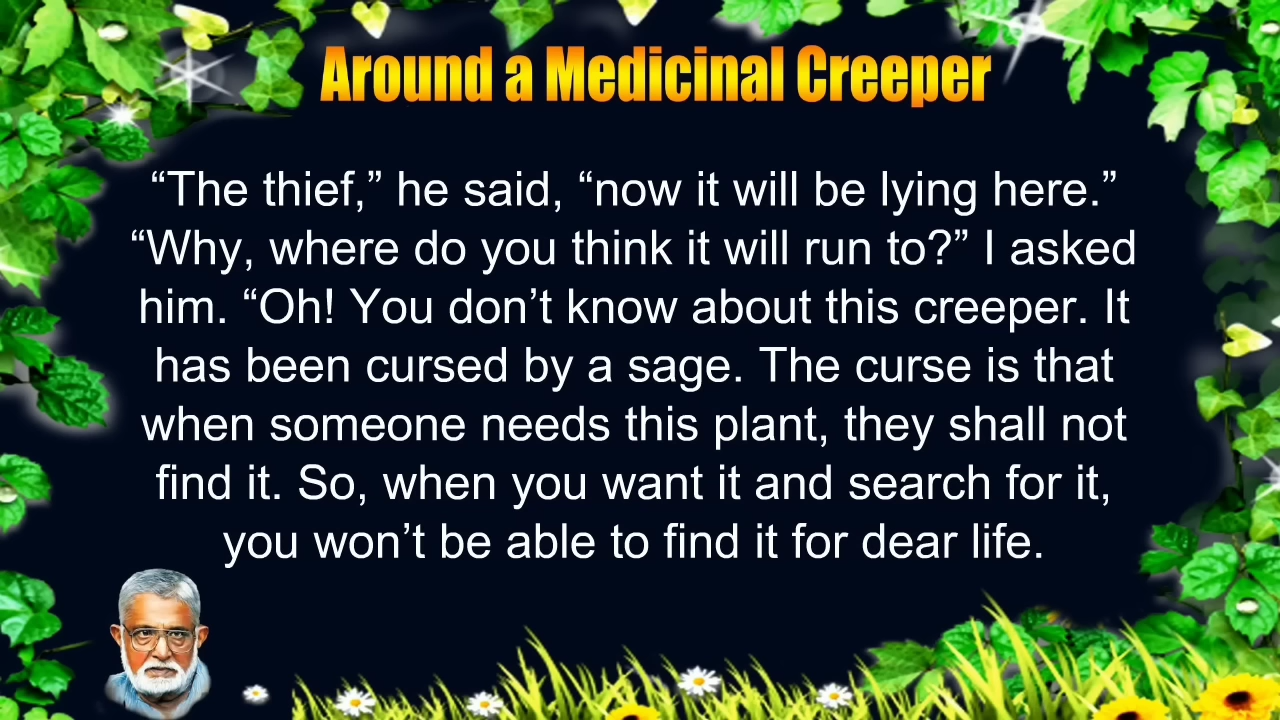 Around a Medicinal Creeper
“The thief,” he said, “now it will be lying here.”
“Why, where do you think it will run to?” I asked
him. “Oh! You don’t know about this creeper. It
has been cursed by a sage. The curse is that
when someone needs this plant, they shall not
find it. So, when you want it and search for it,
you won’t be able to find it for dear life.